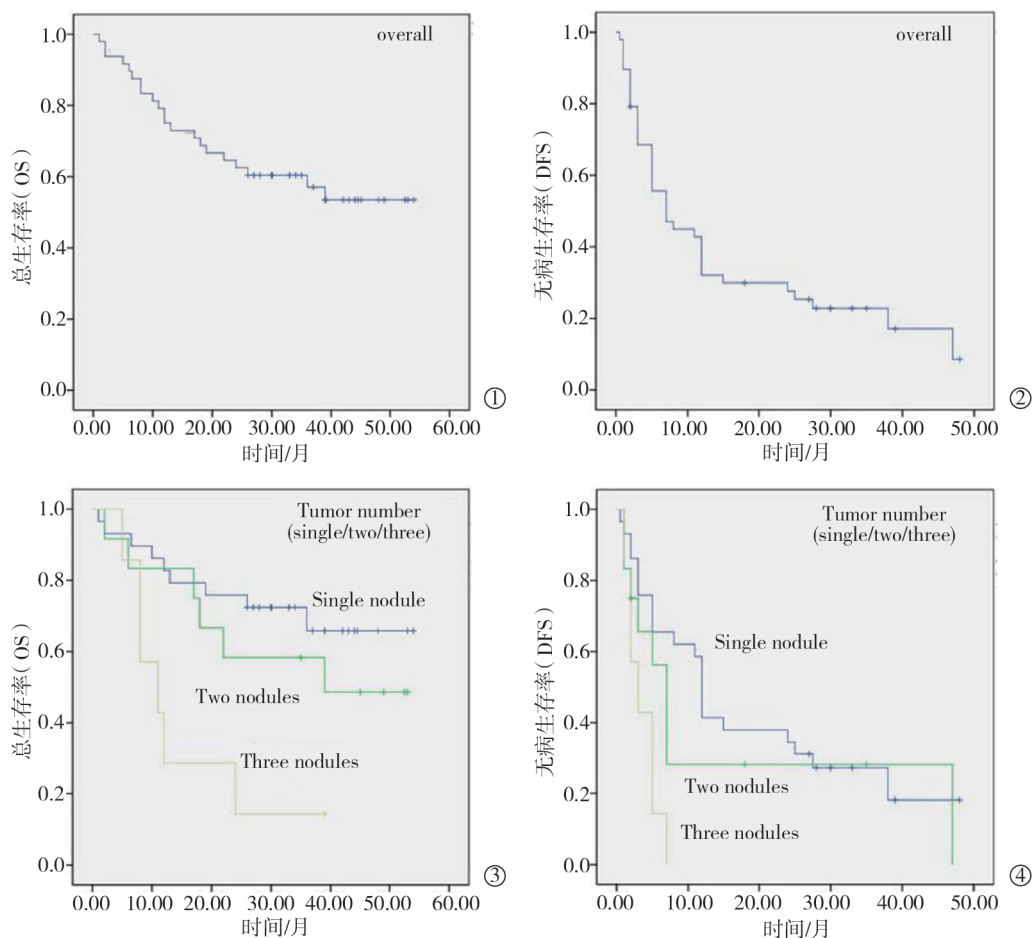 overall
总生存率(OS)
1.0
0.8
0.6
0.4
0.2
0.0
0.00 10.00 20.00 30.00 40.00 50.00 60.00
时间/月
①
overall
无病生存率(DFS)
1.0
0.8
0.6
0.4
0.2
0.0
0.00 10.00 20.00 30.00 40.00 50.00
时间/月
②
Tumor number
(single/two/three)
Single nodule
Two nodules
Three nodules
总生存率(OS)
1.0
0.8
0.6
0.4
0.2
0.0
0.00 10.00 20.00 30.00 40.00 50.00 60.00
时间/月
③
Tumor number
(single/two/three)
Single nodule
Two nodules
Three nodules
无病生存率(DFS)
1.0
0.8
0.6
0.4
0.2
0.0
0.00 10.00 20.00 30.00 40.00 50.00
时间/月
④